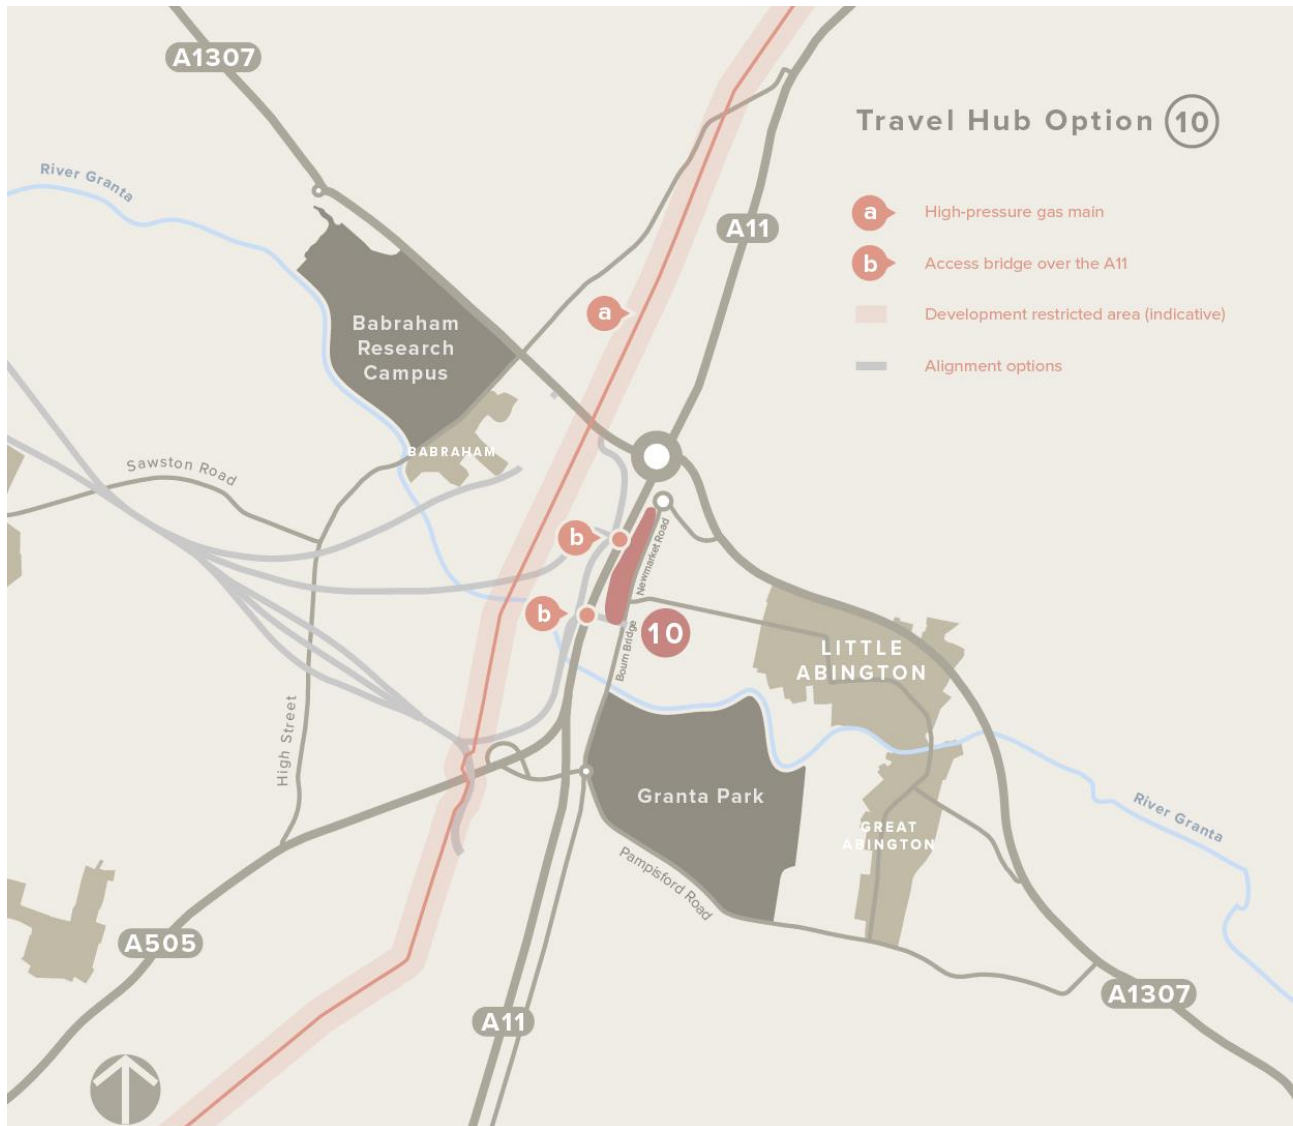 A1307
Travel Hub Option 10
River Granta
a High-pressure gas main
A11
b Access bridge over the A11
a
Development restricted area (indicative)
Babraham
Research
Campus
Alignment options
BABRAHAM
Sawston Road
Newmarket Road
b
b
10
Bourn Bridge
LITTLE
ABINGTON
High Street
Granta Park
River Granta
GREAT
ABINGTON
Pampisford Road
A505
A1307
A11